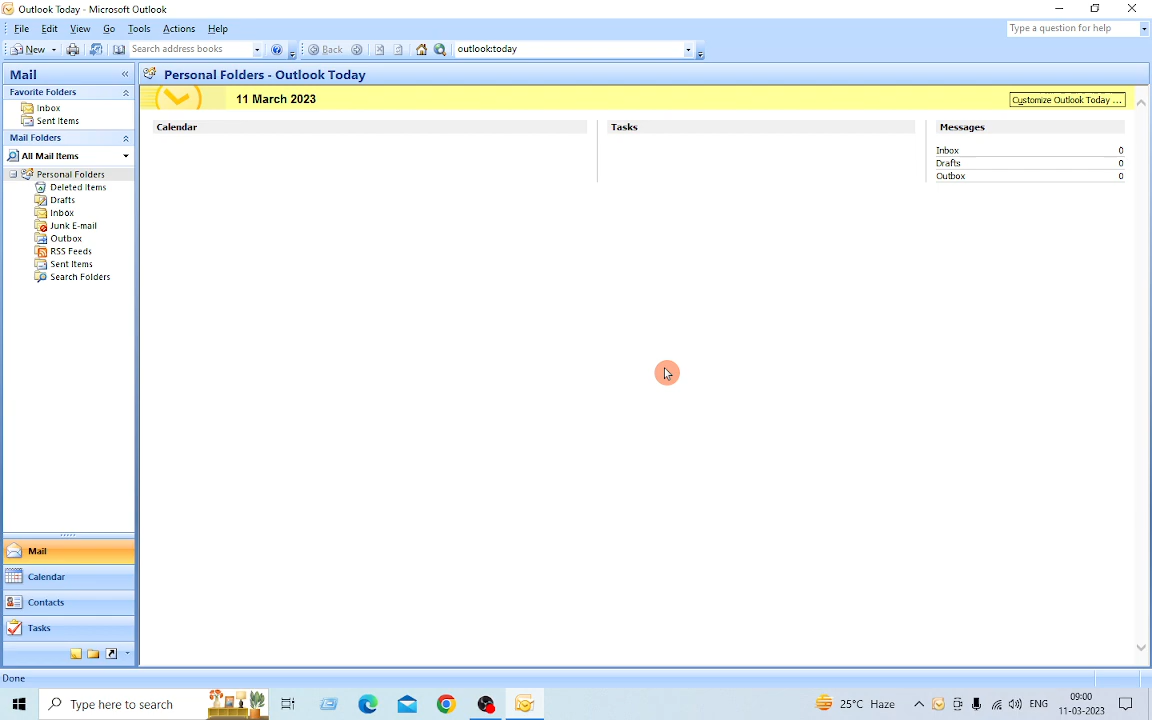 Outlook Today - Microsoft Outlook
File Edit View Go Tools Actions Help Type a question for help
New Search address books Back outlook:today
Mail « Personal Folders - Outlook Today
Favorite Folders 11 March 2023 Customize Outlook Today ...
Inbox
Sent Items Calendar Tasks Messages
Mail Folders
All Mail Items Inbox 0
Drafts 0
Personal Folders Outbox 0
Deleted Items
Drafts
Inbox
Junk E-mail
Outbox
RSS Feeds
Sent Items
Search Folders
Mail
Calendar
Contacts
Tasks
Done
Type here to search 25°C Haze ENG 09:00
11-03-2023